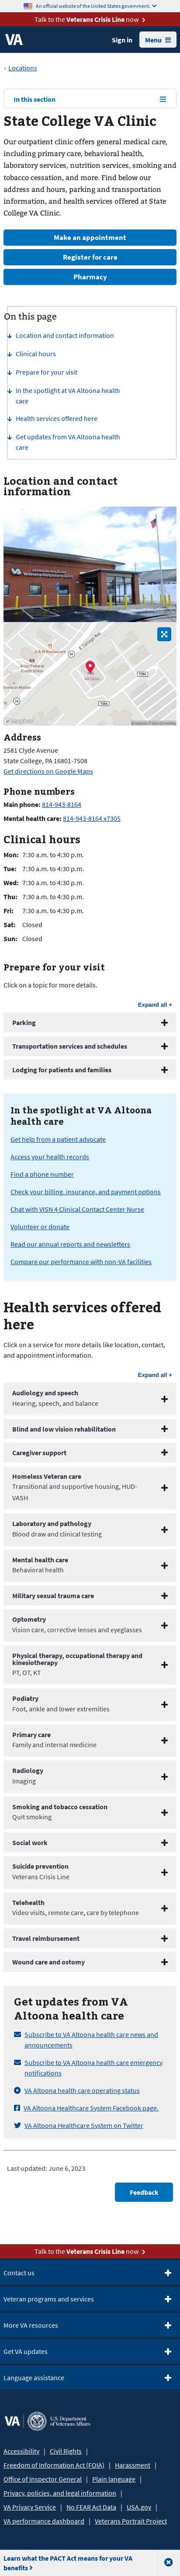 An official website of the United States government.
Talk to the Veterans Crisis Line now
VA
Sign in
Menu
Locations
In this section
State College VA Clinic
Our outpatient clinic offers general medical care,
including primary care, behavioral health,
laboratory work, nutrition services, smoking and
tobacco cessation, and more. Find below our
address and hours, parking and transportation
information, and the other health services offered at
our State College VA Clinic.
Make an appointment
Register for care
Pharmacy
On this page
Location and contact information
Clinical hours
Prepare for your visit
In the spotlight at VA Altoona health
care
Health services offered here
Get updates from VA Altoona health
care
Location and contact
information
VA Clinic
mapbox
Address
2581 Clyde Avenue
State College, PA 16801-7508
Get directions on Google Maps
Phone numbers
Main phone: 814-943-8164
Mental health care: 814-943-8164 x7305
Clinical hours
Mon: 7:30 a.m. to 4:30 p.m.
Tue: 7:30 a.m. to 4:30 p.m.
Wed: 7:30 a.m. to 4:30 p.m.
Thu: 7:30 a.m. to 4:30 p.m.
Fri: 7:30 a.m. to 4:30 p.m.
Sat: Closed
Sun: Closed
Prepare for your visit
Click on a topic for more details.
Expand all +
Parking
Transportation services and schedules
Lodging for patients and families
In the spotlight at VA Altoona
health care
Get help from a patient advocate
Access your health records
Find a phone number
Check your billing, insurance, and payment options
Chat with VISN 4 Clinical Contact Center Nurse
Volunteer or donate
Read our annual reports and newsletters
Compare our performance with non-VA facilities
Health services offered
here
Click on a service for more details like location, contact,
and appointment information.
Expand all +
Audiology and speech
Hearing, speech, and balance
Blind and low vision rehabilitation
Caregiver support
Homeless Veteran care
Transitional and supportive housing, HUD-
VASH
Laboratory and pathology
Blood draw and clinical testing
Mental health care
Behavioral health
Military sexual trauma care
Optometry
Vision care, corrective lenses and eyeglasses
Physical therapy, occupational therapy and
kinesiotherapy
PT, OT, KT
Podiatry
Foot, ankle and lower extremities
Primary care
Family and internal medicine
Radiology
Imaging
Smoking and tobacco cessation
Quit smoking
Social work
Suicide prevention
Veterans Crisis Line
Telehealth
Video visits, remote care, care by telephone
Travel reimbursement
Wound care and ostomy
Get updates from VA
Altoona health care
Subscribe to VA Altoona health care news and
announcements
Subscribe to VA Altoona health care emergency
notifications
VA Altoona health care operating status
VA Altoona Healthcare System Facebook page.
VA Altoona Healthcare System on Twitter
Last updated: June 6, 2023
Feedback
Talk to the Veterans Crisis Line now
Contact us
Veteran programs and services
More VA resources
Get VA updates
Language assistance
VA U.S. Department
of Veterans Affairs
Accessibility | Civil Rights |
Freedom of Information Act (FOIA) | Harassment |
Office of Inspector General | Plain language |
Privacy, policies, and legal information |
VA Privacy Service | No FEAR Act Data | USA.gov |
VA performance dashboard | Veterans Portrait Project
Learn what the PACT Act means for your VA
benefits